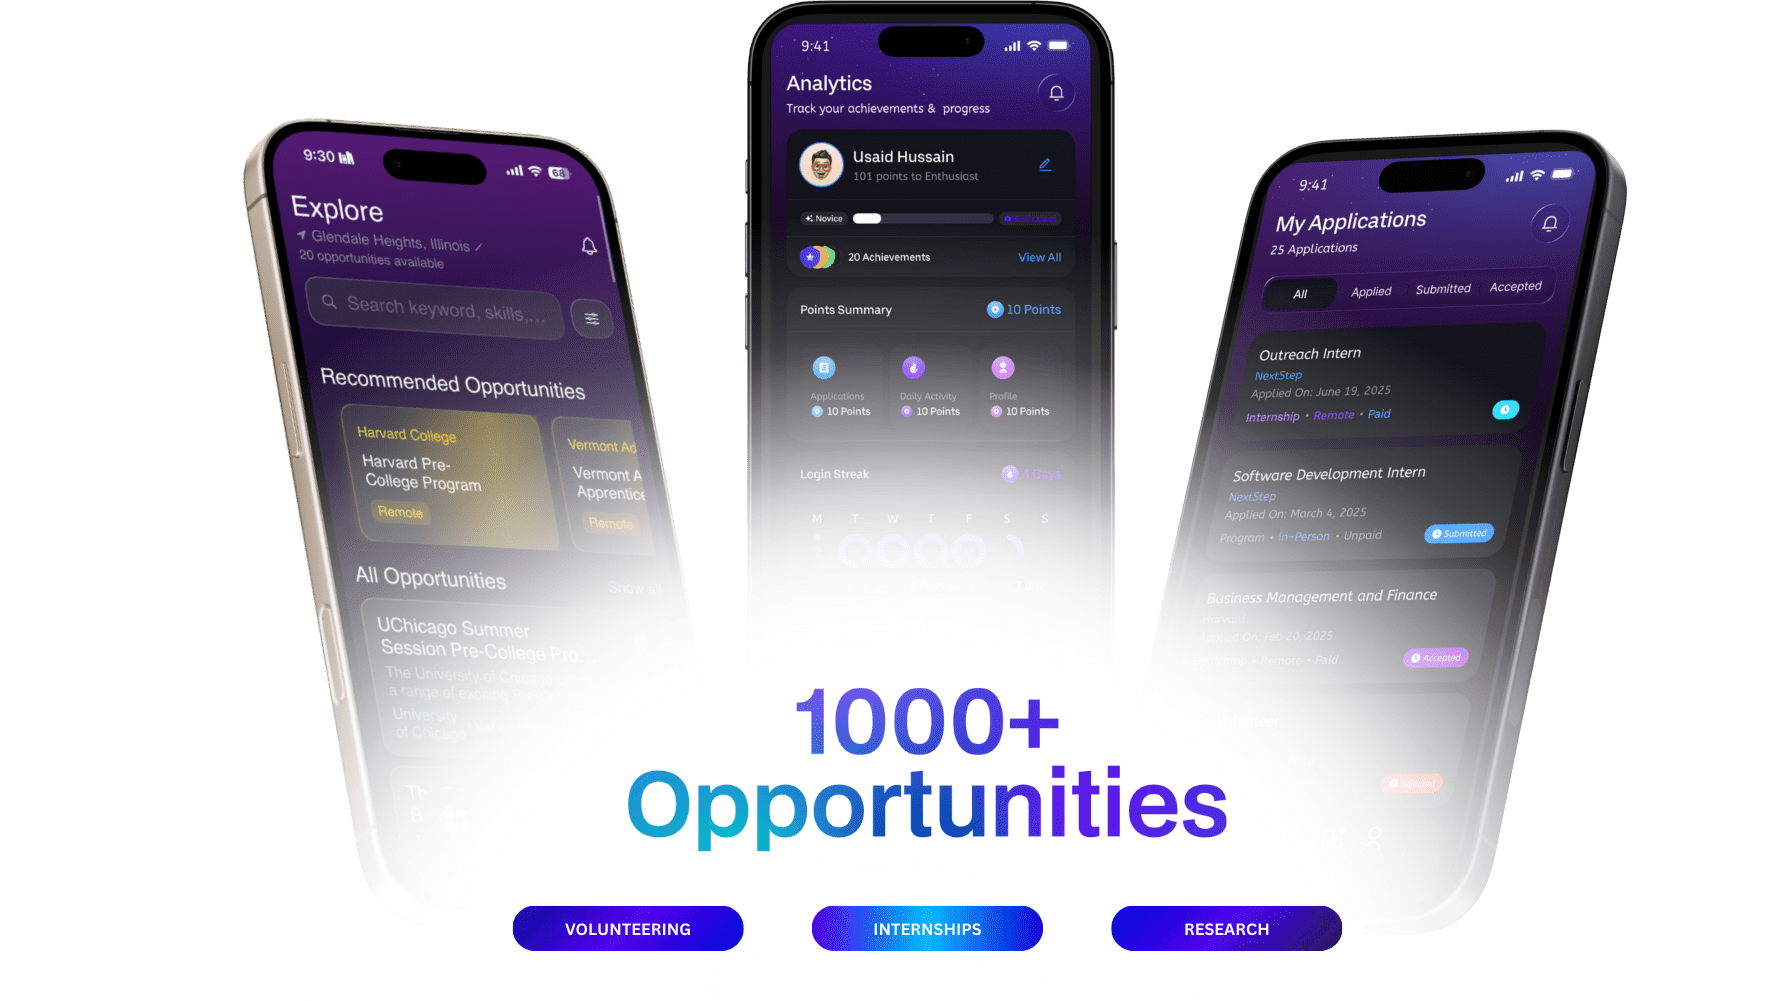 9:30
68
Explore
Glendale Heights, Illinois
20 opportunities available
Search keyword, skills,...
Recommended Opportunities
Harvard College
Harvard Pre-
College Program
Remote
Vermont Ad
Vermont A
Apprentice
Remote
All Opportunities
Show all
UChicago Summer
Session Pre-College Pro...
The University of Chicago
a range of
University
of Chicago
9:41
Analytics
Track your achievements & progress
Usaid Hussain
101 points to Enthusiast
Novice
20 Achievements
View All
Points Summary
10 Points
Applications
10 Points
Daily Activity
10 Points
Profile
10 Points
Login Streak
4 Days
M T W T F S S
9:41
My Applications
25 Applications
All
Applied
Submitted
Accepted
Outreach Intern
NextStep
Applied On: June 19, 2025
Internship • Remote • Paid
Software Development Intern
NextStep
Applied On: March 4, 2025
Program • In-Person • Unpaid
Submitted
Business Management and Finance
Harvard
Applied On: Feb 20, 2025
• Remote • Paid
Accepted
Rejected
1000+
Opportunities
VOLUNTEERING
INTERNSHIPS
RESEARCH